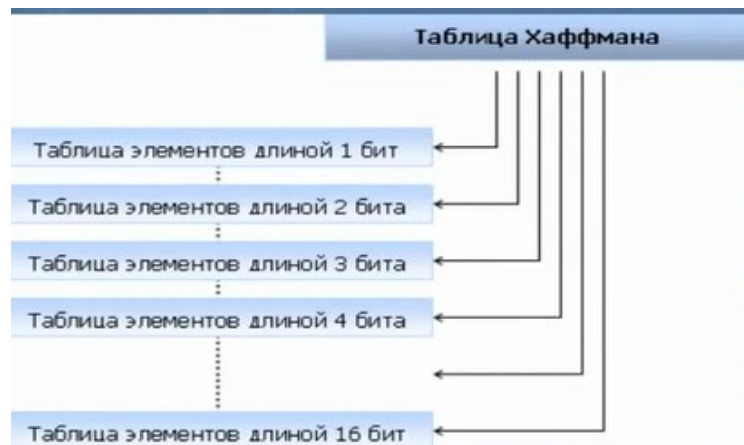 Таблица Хаффмана
Таблица элементов длиной 1 бит
Таблица элементов длиной 2 бита
Таблица элементов длиной 3 бита
Таблица элементов длиной 4 бита
Таблица элементов длиной 16 бит